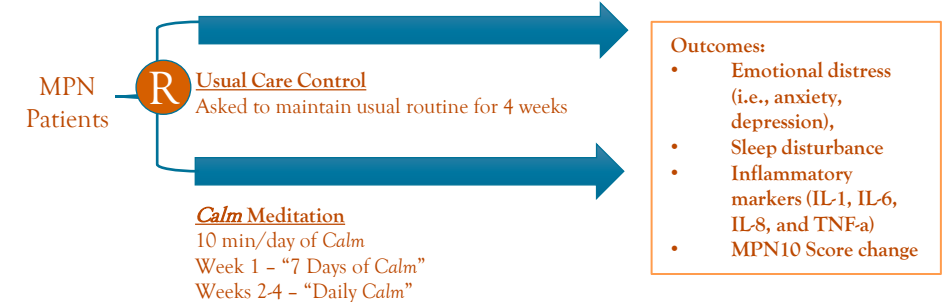 MPN
Patients
R
Usual Care Control
Asked to maintain usual routine for 4 weeks
Calm Meditation
10 min/day of Calm
Week 1 – “7 Days of Calm”
Weeks 2-4 – “Daily Calm”
Outcomes:
• Emotional distress
(i.e., anxiety,
depression),
• Sleep disturbance
• Inflammatory
markers (IL-1, IL-6,
IL-8, and TNF-a)
• MPN10 Score change